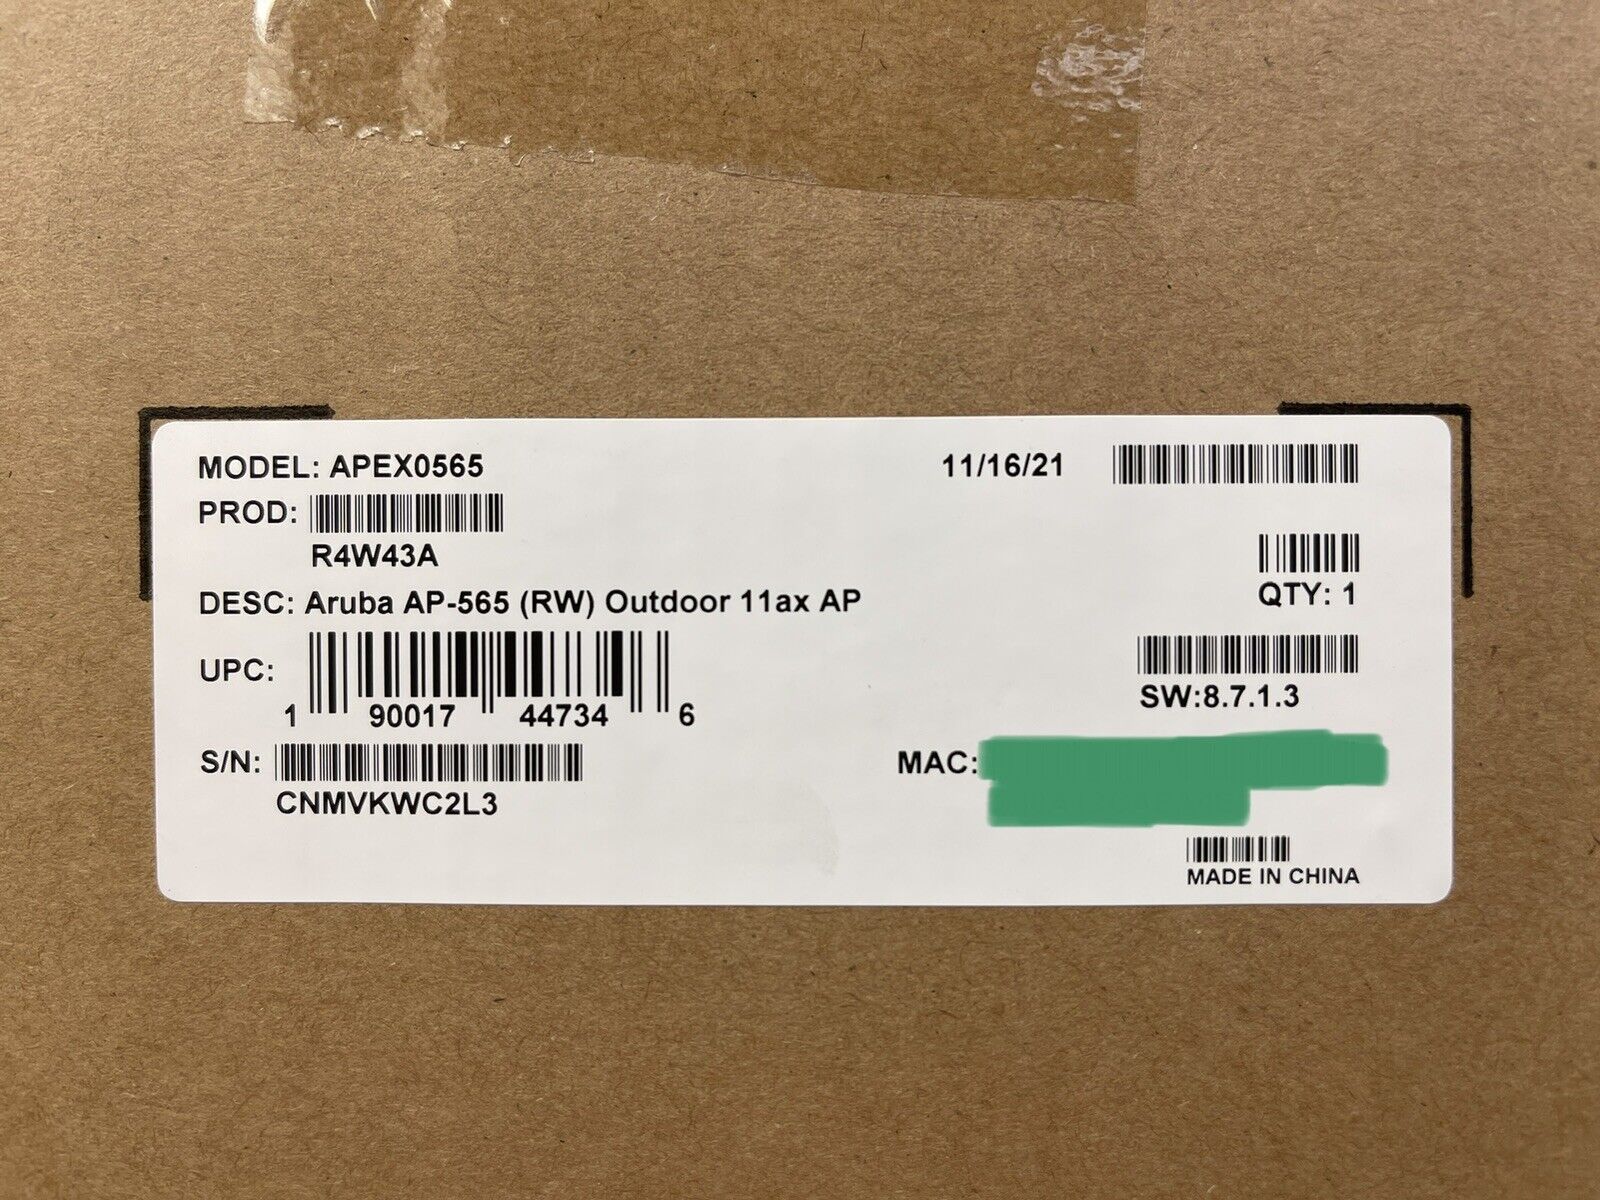 MODEL: APEX0565
11/16/21
PROD:
R4W43A
QTY: 1
DESC: Aruba AP-565 (RW) Outdoor 11ax AP
UPC:
1 90017 44734 6
SW:8.7.1.3
S/N:
CNMVKWC2L3
MAC:
MADE IN CHINA